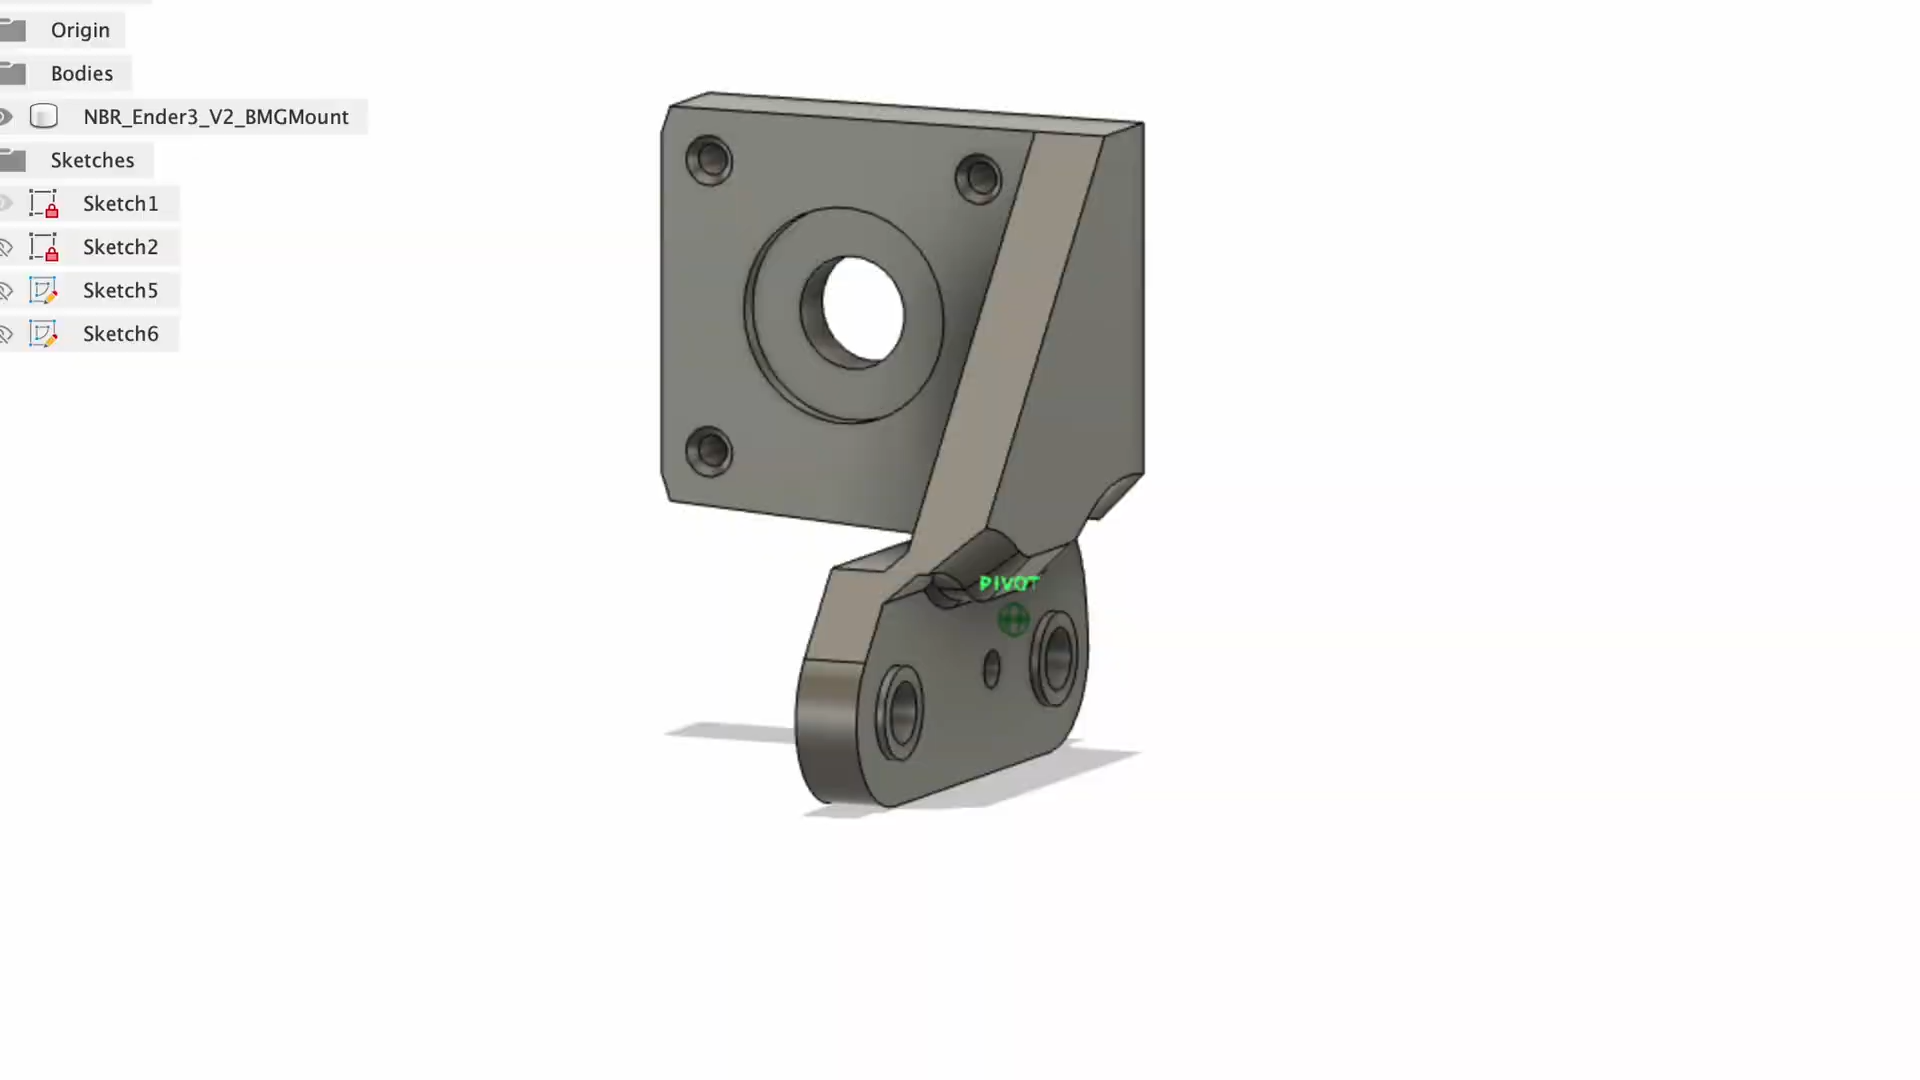 Origin
Bodies
NBR_Ender3_V2_BMGMount
Sketches
Sketch1
Sketch2
Sketch5
Sketch6
PIVOT